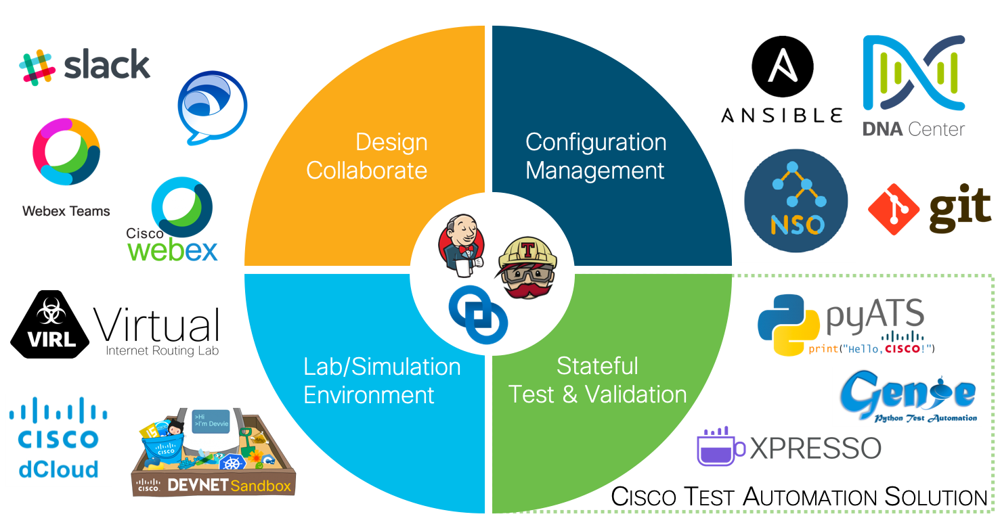 slack
Webex Teams
Cisco
webex
Design
Collaborate
Configuration
Management
ANSIBLE
DNA Center
NSO
git
T
VIRL
Virtual
Internet Routing Lab
CISCO
dCloud
>Hi
>I'm Devvie
JS
CISCO
CISCO
DEVNET Sandbox
Lab/Simulation
Environment
Stateful
Test & Validation
pyATS
print("Hello, CISCO!")
Genie
Python Test Automation
XPRESSO
CISCO TEST AUTOMATION SOLUTION